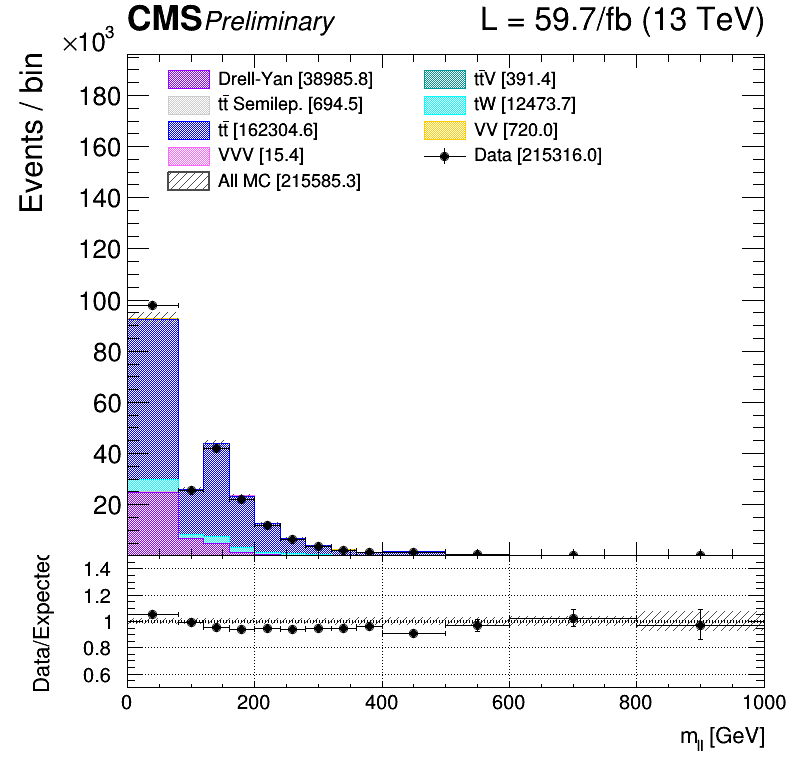 CMS Preliminary L = 59.7/fb (13 TeV)
×10³
Events / bin
Drell-Yan [38985.8]
tt̄ Semilep. [694.5]
tt̄ [162304.6]
VVV [15.4]
All MC [215585.3]
tt̄V [391.4]
tW [12473.7]
VV [720.0]
Data [215316.0]
180
160
140
120
100
80
60
40
20
Data/Expected
1.4
1.2
1
0.8
0.6
0 200 400 600 800 1000
m_ll [GeV]